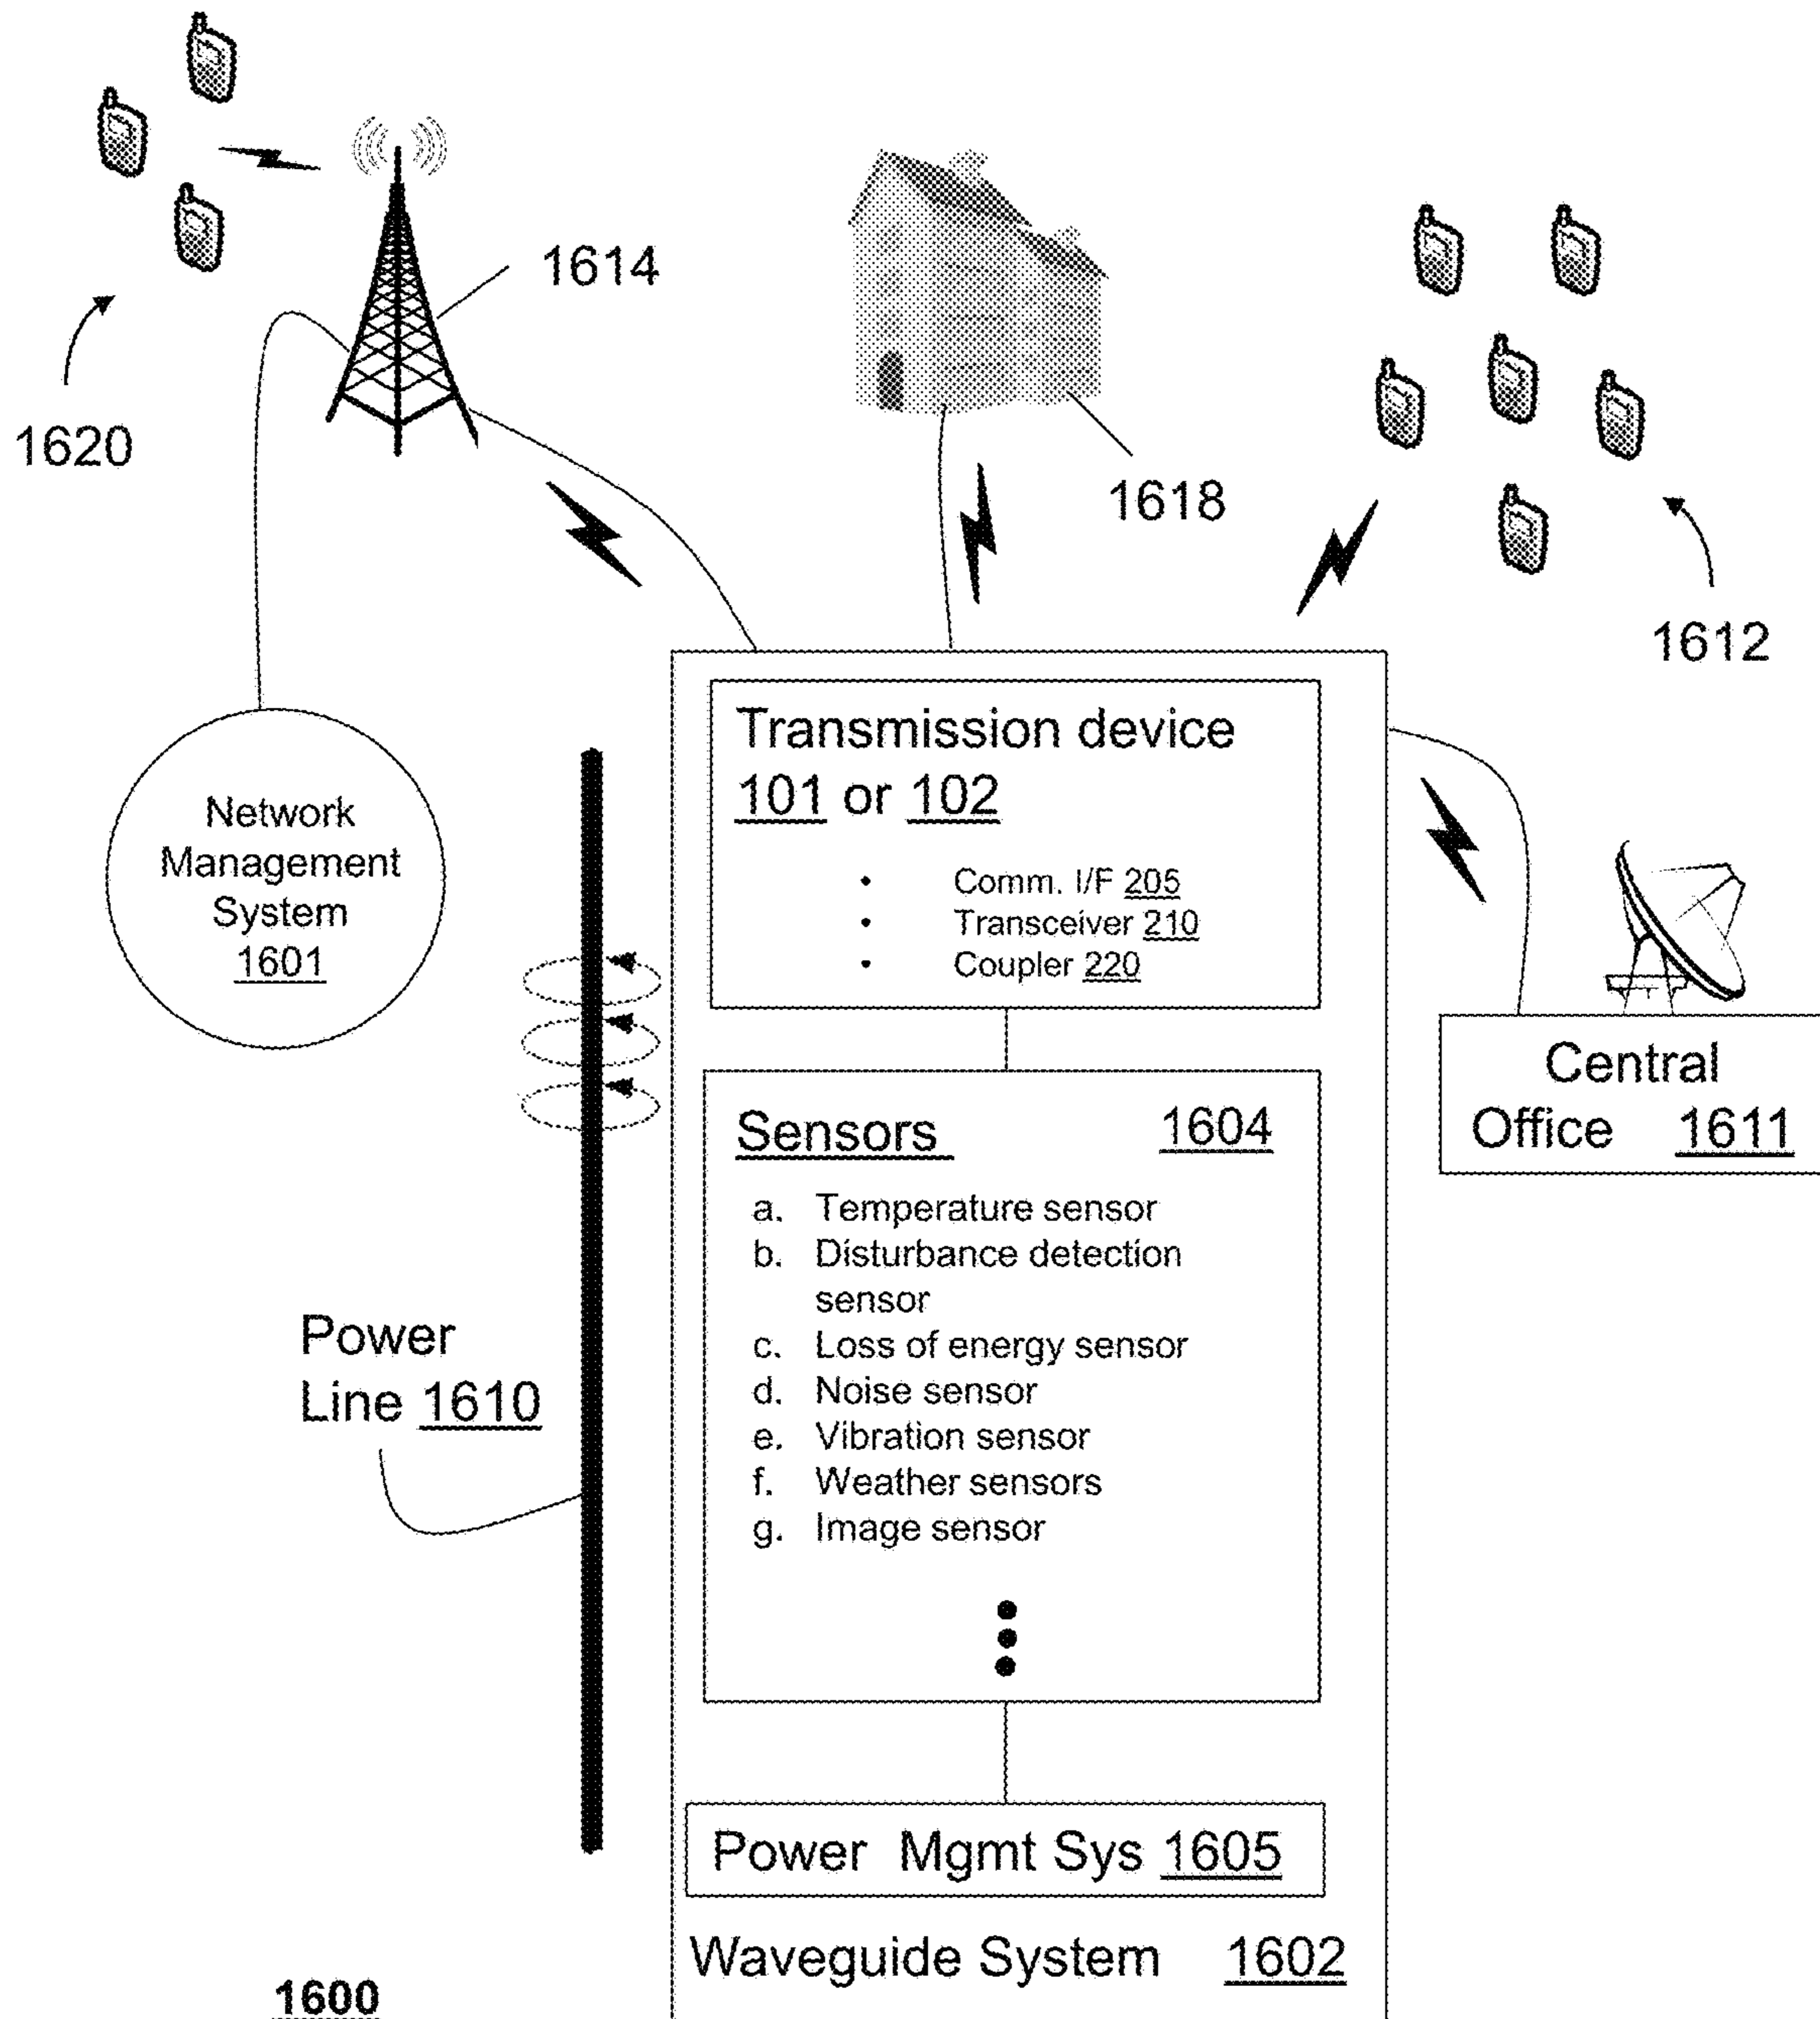 1614
1620
1618
1612
Transmission device
101 or 102
• Comm. I/F 205
• Transceiver 210
• Coupler 220
Network
Management
System
1601
Central
Office 1611
Sensors 1604
a. Temperature sensor
b. Disturbance detection
sensor
c. Loss of energy sensor
d. Noise sensor
e. Vibration sensor
f. Weather sensors
g. Image sensor
Power
Line 1610
Power Mgmt Sys 1605
Waveguide System 1602
1600